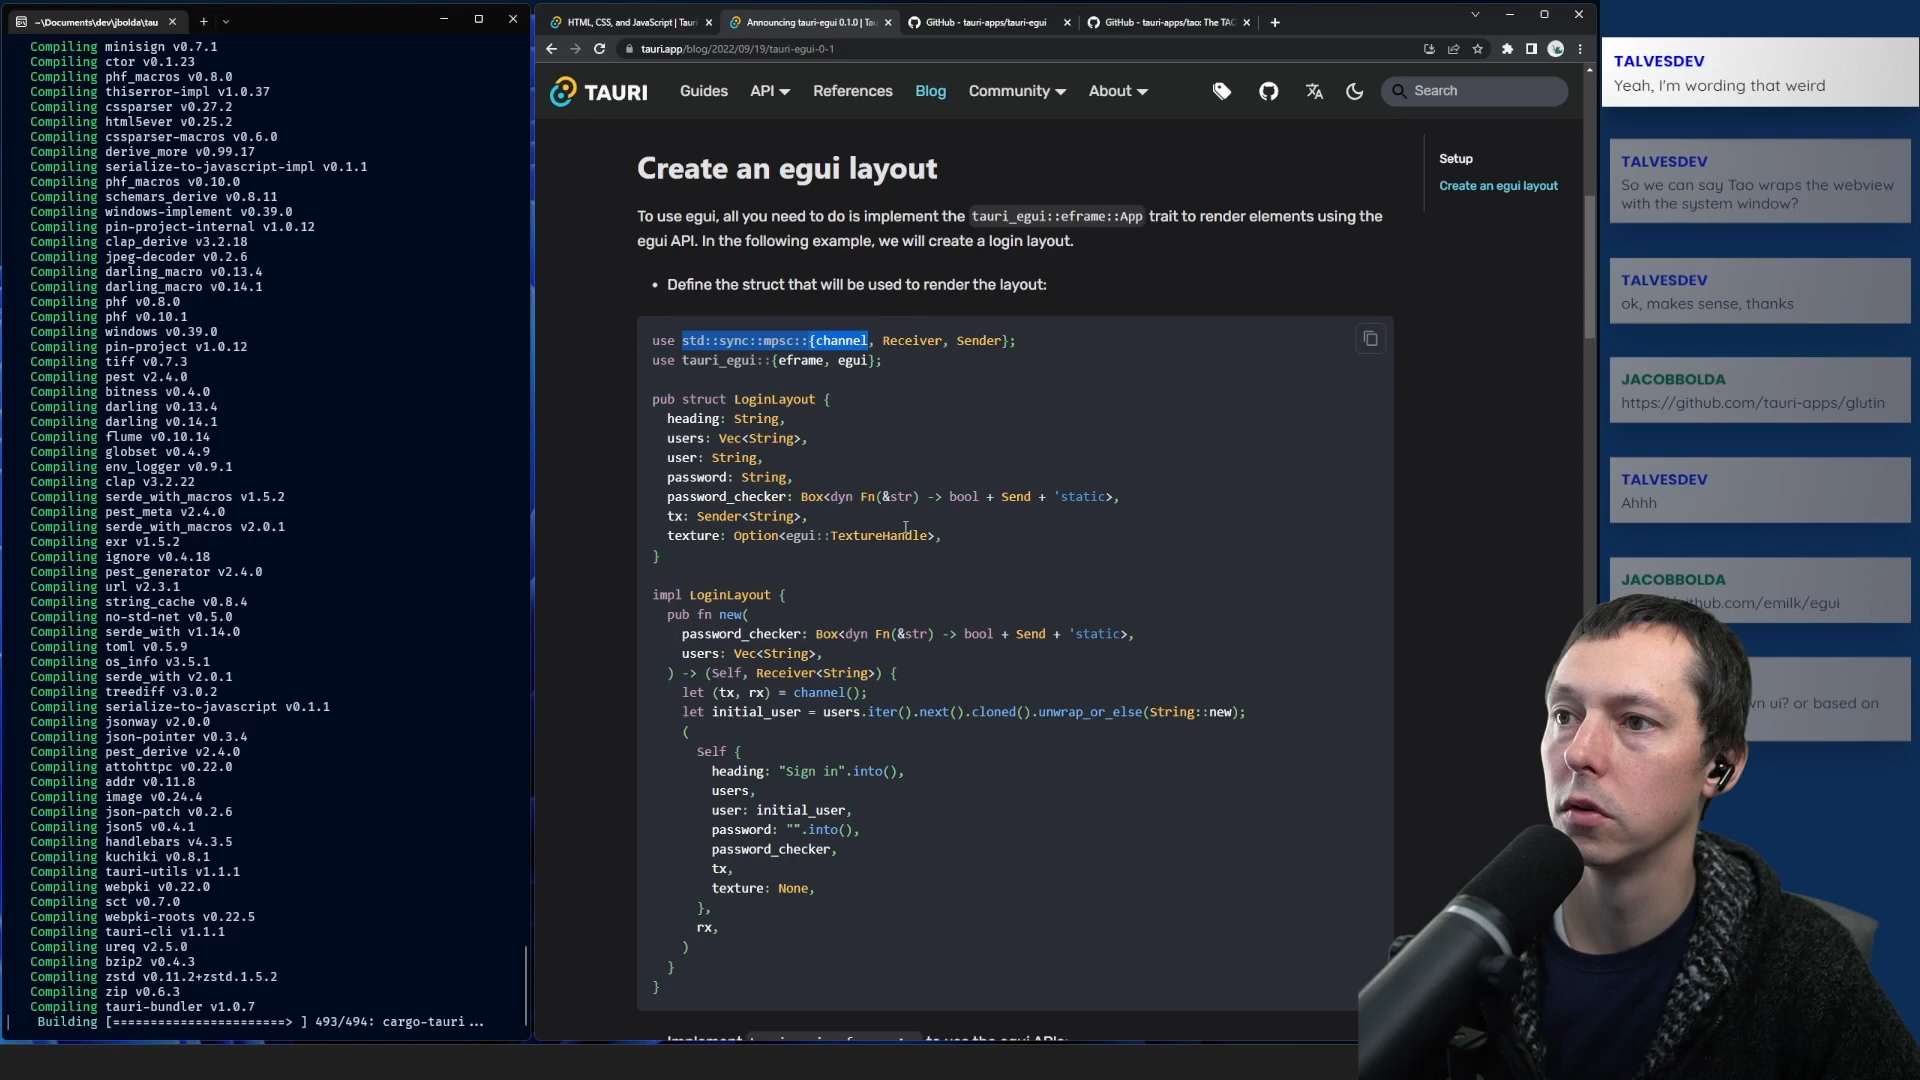 ~\Documents\dev\jbolda\tau
Compiling minisign v0.7.1
Compiling ctor v0.1.23
Compiling phf_macros v0.8.0
Compiling thiserror-impl v1.0.37
Compiling cssparser v0.27.2
Compiling html5ever v0.25.2
Compiling cssparser-macros v0.6.0
Compiling derive_more v0.99.17
Compiling serialize-to-javascript-impl v0.1.1
Compiling phf_macros v0.10.0
Compiling schemars_derive v0.8.11
Compiling windows-implement v0.39.0
Compiling pin-project-internal v1.0.12
Compiling clap_derive v3.2.18
Compiling jpeg-decoder v0.2.6
Compiling darling_macro v0.13.4
Compiling darling_macro v0.14.1
Compiling phf v0.8.0
Compiling phf v0.10.1
Compiling windows v0.39.0
Compiling pin-project v1.0.12
Compiling tiff v0.7.3
Compiling pest v2.4.0
Compiling bitness v0.4.0
Compiling darling v0.13.4
Compiling darling v0.14.1
Compiling flume v0.10.14
Compiling globset v0.4.9
Compiling env_logger v0.9.1
Compiling clap v3.2.22
Compiling serde_with_macros v1.5.2
Compiling pest_meta v2.4.0
Compiling serde_with_macros v2.0.1
Compiling exr v1.5.2
Compiling ignore v0.4.18
Compiling pest_generator v2.4.0
Compiling url v2.3.1
Compiling string_cache v0.8.4
Compiling no-std-net v0.5.0
Compiling serde_with v1.14.0
Compiling toml v0.5.9
Compiling os_info v3.5.1
Compiling serde_with v2.0.1
Compiling treediff v3.0.2
Compiling serialize-to-javascript v0.1.1
Compiling jsonway v2.0.0
Compiling json-pointer v0.3.4
Compiling pest_derive v2.4.0
Compiling attohttpc v0.22.0
Compiling addr v0.11.8
Compiling image v0.24.4
Compiling json-patch v0.2.6
Compiling json5 v0.4.1
Compiling handlebars v4.3.5
Compiling kuchiki v0.8.1
Compiling tauri-utils v1.1.1
Compiling webpki v0.22.0
Compiling sct v0.7.0
Compiling webpki-roots v0.22.5
Compiling tauri-cli v1.1.1
Compiling ureq v2.5.0
Compiling bzip2 v0.4.3
Compiling zstd v0.11.2+zstd.1.5.2
Compiling zip v0.6.3
Compiling tauri-bundler v1.0.7
Building [=======================> ] 493/494: cargo-tauri...
HTML, CSS, and JavaScript | Tauri
Announcing tauri-egui 0.1.0 | Tau
GitHub - tauri-apps/tauri-egui
GitHub - tauri-apps/tao: The TAO
tauri.app/blog/2022/09/19/tauri-egui-0-1
TAURI Guides API References Blog Community About Search
Create an egui layout
To use egui, all you need to do is implement the tauri_egui::eframe::App trait to render elements using the
egui API. In the following example, we will create a login layout.
• Define the struct that will be used to render the layout:
use std::sync::mpsc::{channel, Receiver, Sender};
use tauri_egui::{eframe, egui};
pub struct LoginLayout {
heading: String,
users: Vec<String>,
user: String,
password: String,
password_checker: Box<dyn Fn(&str) -> bool + Send + 'static>,
tx: Sender<String>,
texture: Option<egui::TextureHandle>,
}
impl LoginLayout {
pub fn new(
password_checker: Box<dyn Fn(&str) -> bool + Send + 'static>,
users: Vec<String>,
) -> (Self, Receiver<String>) {
let (tx, rx) = channel();
let initial_user = users.iter().next().cloned().unwrap_or_else(String::new);
(
Self {
heading: "Sign in".into(),
users,
user: initial_user,
password: "".into(),
password_checker,
tx,
texture: None,
},
rx,
)
}
}
Setup
Create an egui layout
TALVESDEV
Yeah, I'm wording that weird
TALVESDEV
So we can say Tao wraps the webview
with the system window?
TALVESDEV
ok, makes sense, thanks
JACOBBOLDA
https://github.com/tauri-apps/glutin
TALVESDEV
Ahhh
JACOBBOLDA
github.com/emilk/egui
ui? or based on